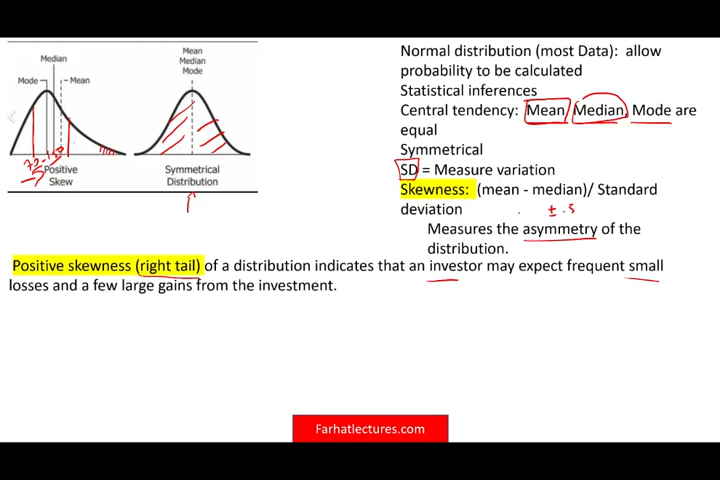 Mean
Median
Mode
Median
Mode
Mean
Positive
Skew
Symmetrical
Distribution
Normal distribution (most Data): allow
probability to be calculated
Statistical inferences
Central tendency: Mean, Median, Mode are
equal
Symmetrical
SD = Measure variation
Skewness: (mean - median)/ Standard
deviation
± .5
Measures the asymmetry of the
distribution.
Positive skewness (right tail) of a distribution indicates that an investor may expect frequent small
losses and a few large gains from the investment.
Farhatlectures.com